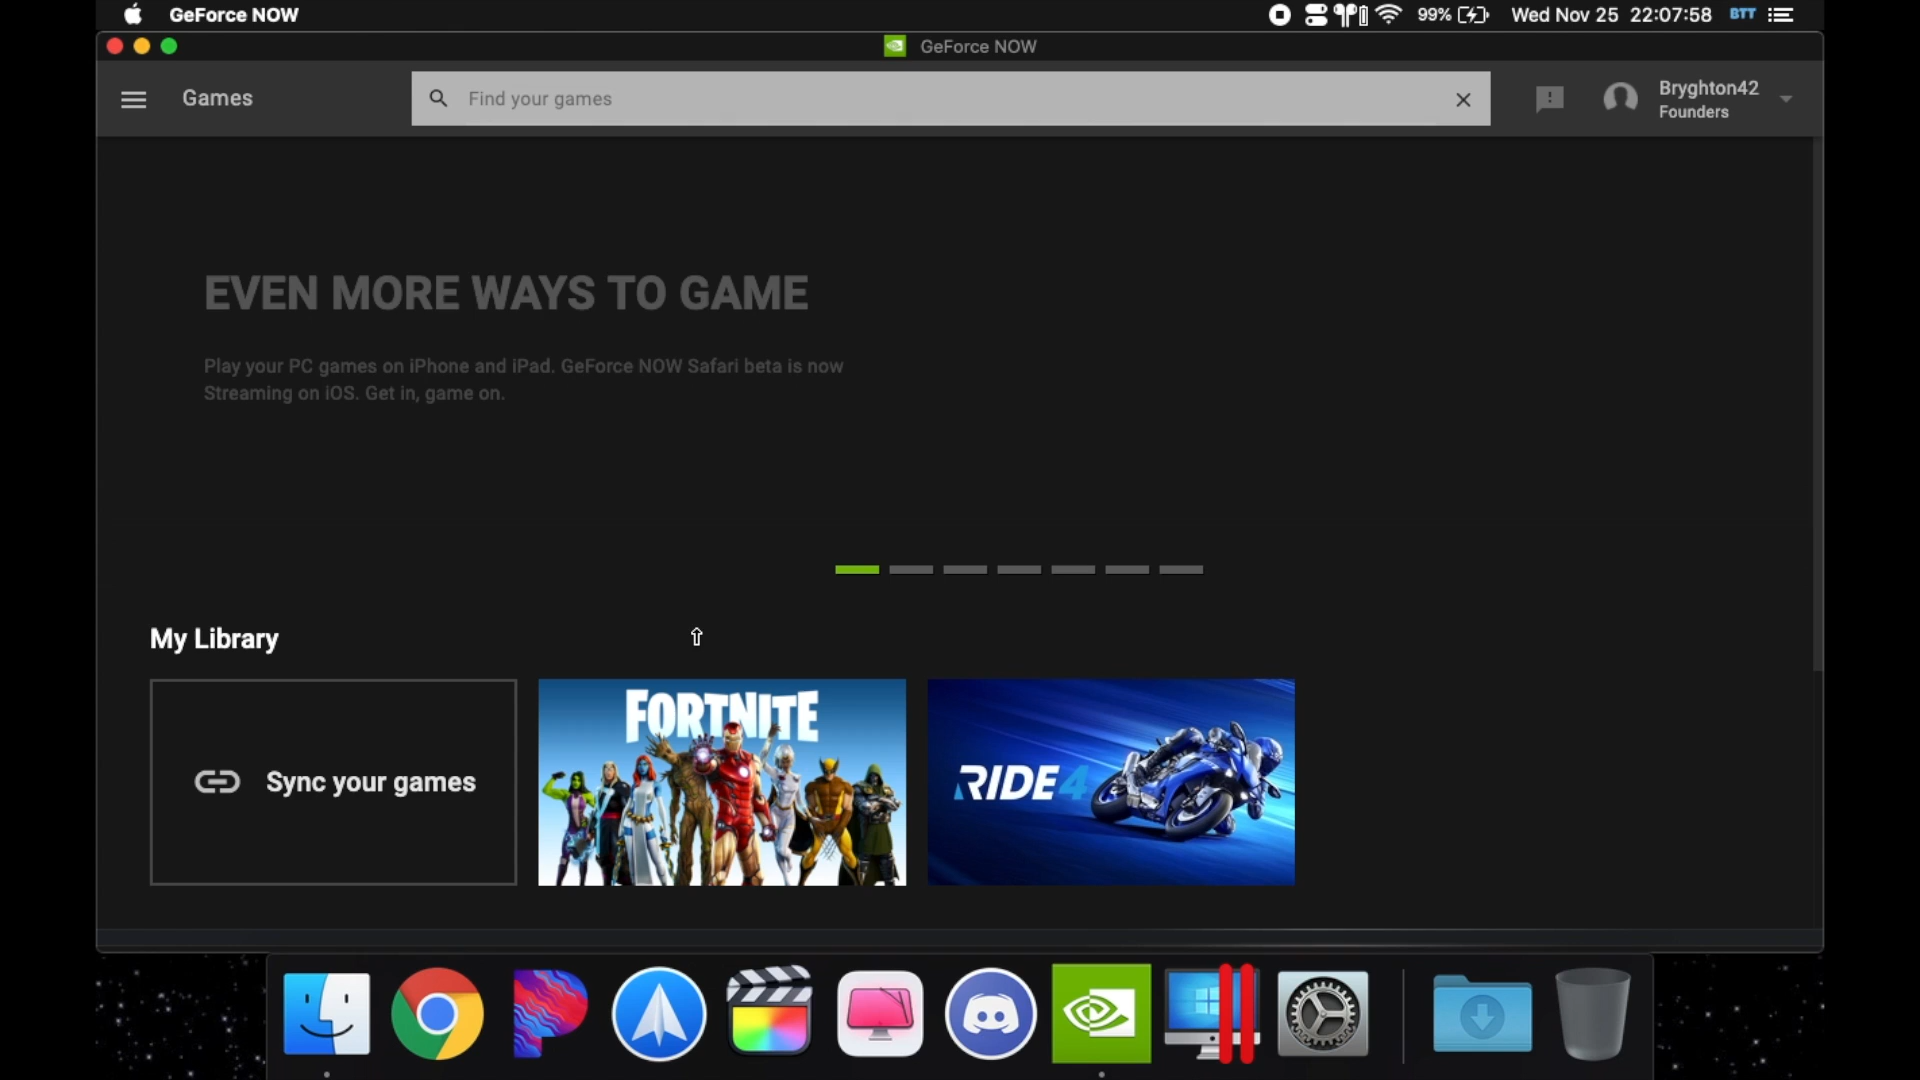 GeForce NOW
99%
Wed Nov 25 22:07:58
BTT
GeForce NOW
Games
Find your games
Bryghton42
Founders
EVEN MORE WAYS TO GAME
Play your PC games on iPhone and iPad. GeForce NOW Safari beta is now
Streaming on iOS. Get in, game on.
My Library
Sync your games
FORTNITE
RIDE 4